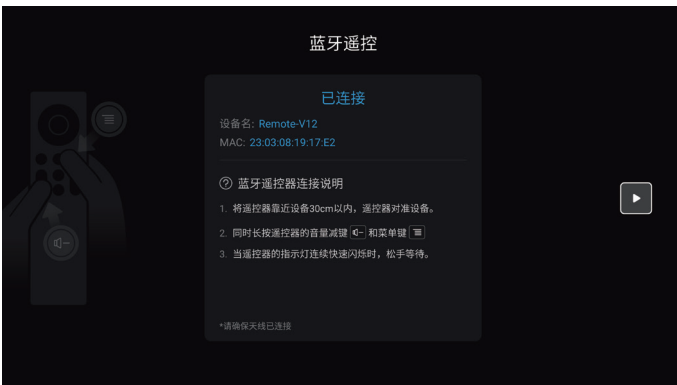 蓝牙遥控
已连接
设备名: Remote-V12
MAC: 23:03:08:19:17:E2
蓝牙遥控器连接说明
1. 将遥控器靠近设备30cm以内，遥控器对准设备。
2. 同时长按遥控器的音量减键 和菜单键
3. 当遥控器的指示灯连续快速闪烁时，松手等待。
*请确保天线已连接